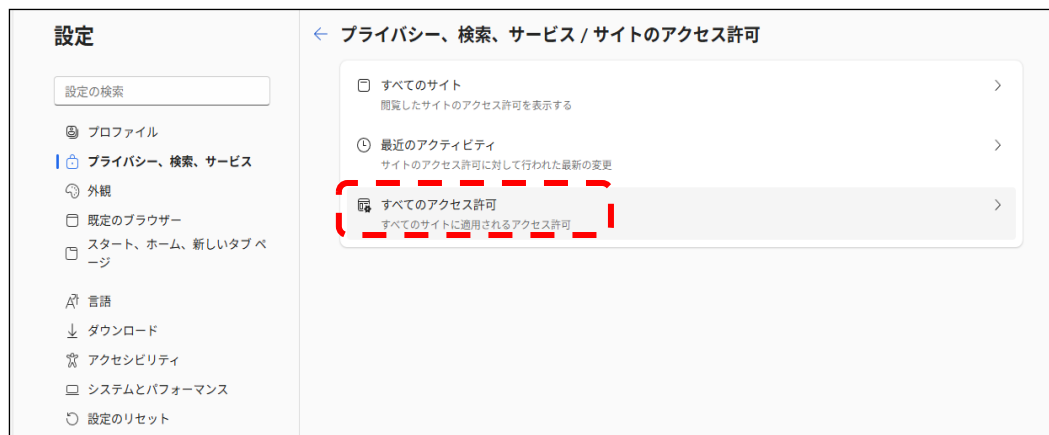 設定
設定の検索
プロファイル
プライバシー、検索、サービス
外観
既定のブラウザー
スタート、ホーム、新しいタブ ペ
ージ
言語
ダウンロード
アクセシビリティ
システムとパフォーマンス
設定のリセット
プライバシー、検索、サービス / サイトのアクセス許可
すべてのサイト
閲覧したサイトのアクセス許可を表示する
最近のアクティビティ
サイトのアクセス許可に対して行われた最新の変更
すべてのアクセス許可
すべてのサイトに適用されるアクセス許可